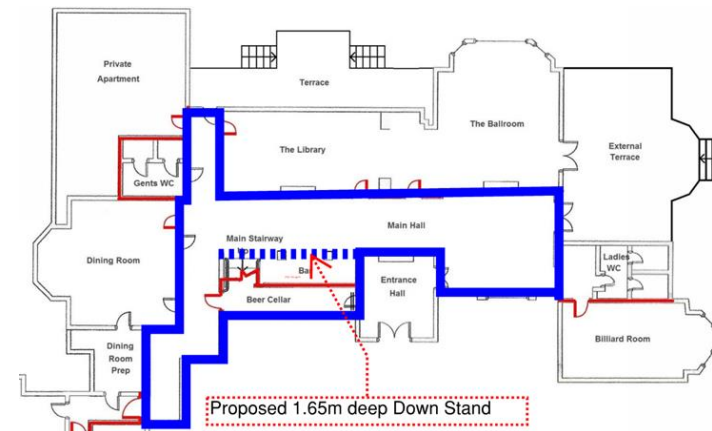 Private
Apartment
Terrace
The Ballroom
The Library
External
Terrace
Gents WC
Main Hall
Main Stairway
Dining Room
Ladies
WC
Entrance
Hall
Beer Cellar
Billiard Room
Dining
Room
Prep
Proposed 1.65m deep Down Stand